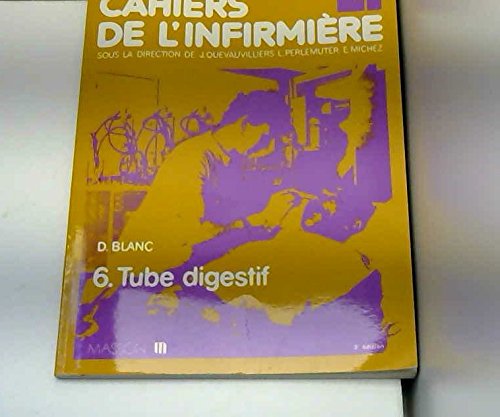 CAHIERS
DE L'INFIRMIÈRE
SOUS LA DIRECTION DE J. QUEVAUVILLIERS L. PERLEMUTER E. MICHEZ
D. BLANC
6. Tube digestif
MASSON